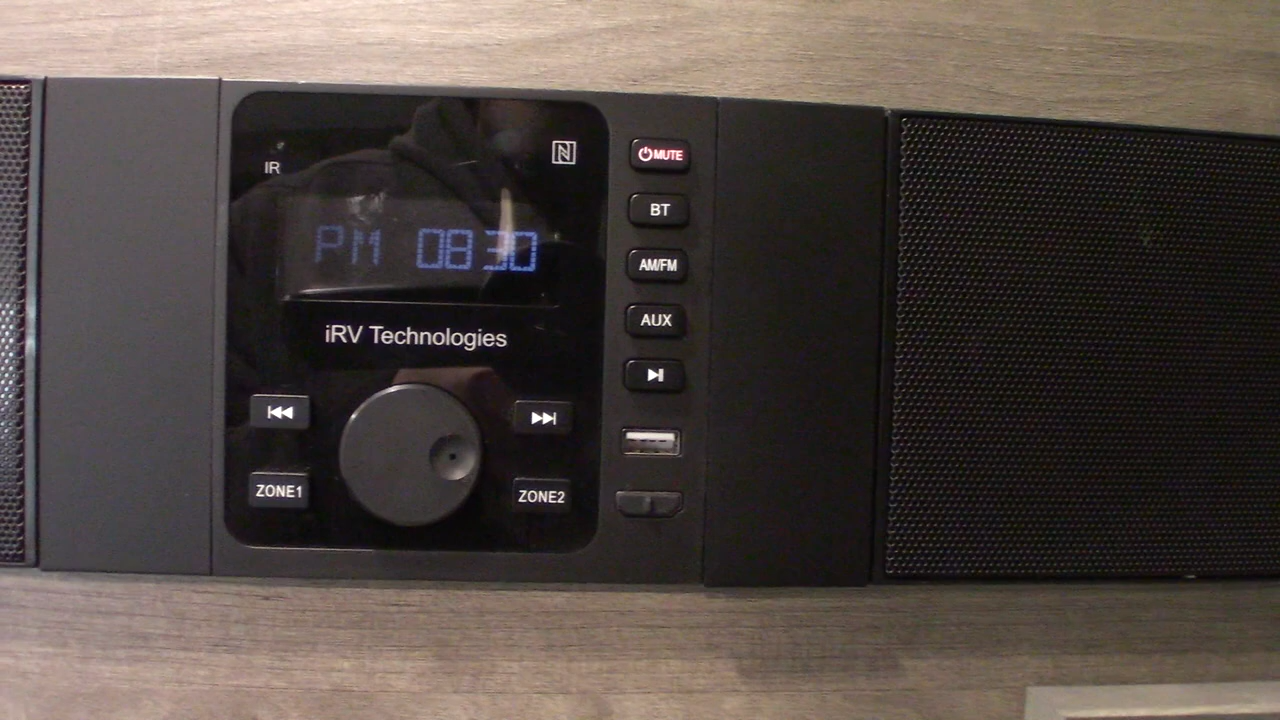 IR
N
PM 08 30
iRV Technologies
ZONE1
ZONE2
MUTE
BT
AM/FM
AUX